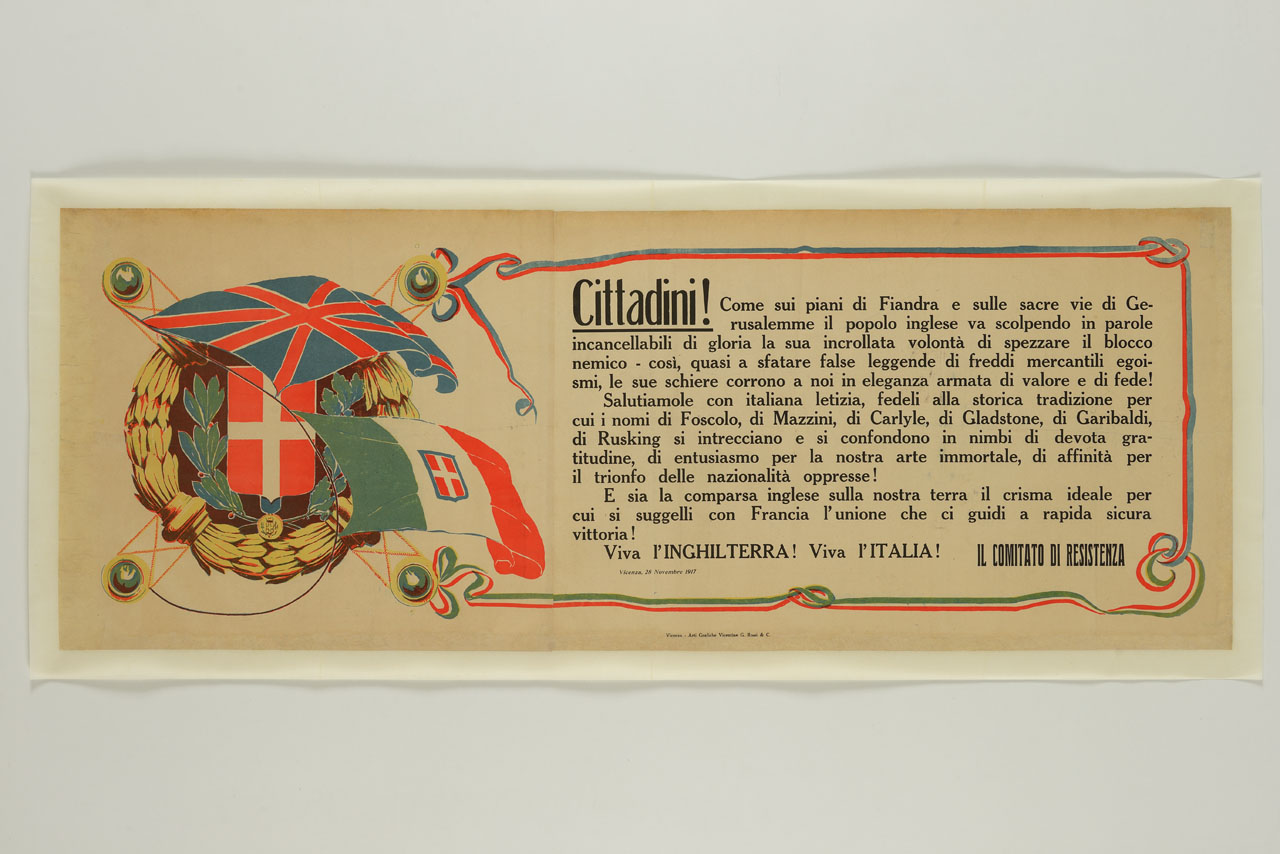 Cittadini! Come sui piani di Fiandra e sulle sacre vie di Ge-
rusalemme il popolo inglese va scolpendo in parole
incancellabili di gloria la sua incrollata volontà di spezzare il blocco
nemico - così, quasi a sfatare false leggende di freddi mercantili egoi-
smi, le sue schiere corrono a noi in eleganza armata di valore e di fede!
Salutiamole con italiana letizia, fedeli alla storica tradizione per
cui i nomi di Foscolo, di Mazzini, di Carlyle, di Gladstone, di Garibaldi,
di Rusking si intrecciano e si confondono in nimbi di devota gra-
titudine, di entusiasmo per la nostra arte immortale, di affinità per
il trionfo delle nazionalità oppresse!
E sia la comparsa inglese sulla nostra terra il crisma ideale per
cui si suggelli con Francia l'unione che ci guidi a rapida sicura
vittoria!
Viva l'INGHILTERRA! Viva l'ITALIA! IL COMITATO DI RESISTENZA
Vicenza, 28 Novembre 1917
Vicenza - Arti Grafiche Vicentine G. Rossi & C.